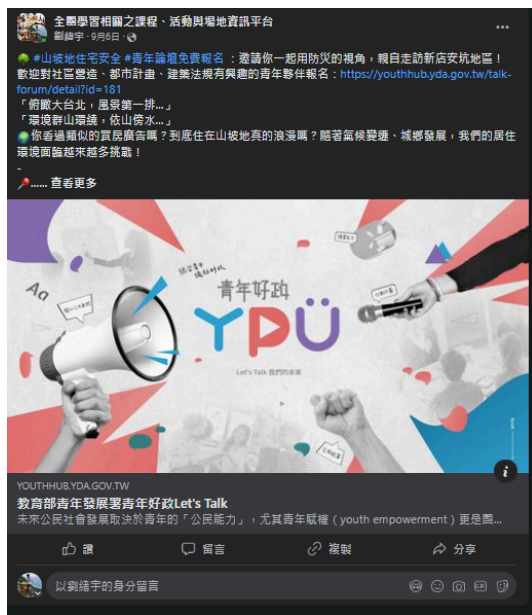 全團學習相關之課程、活動與場地資訊平台
劉緯宇 · 9月6日 ·
#山坡地住宅安全 #青年論壇免費報名 ：邀請你一起用防災的視角，親自走訪新店安坑地區！
歡迎對社區營造、都市計畫、建築法規有興趣的青年夥伴報名：https://youthhub.yda.gov.tw/talk-
forum/detail?id=181
「俯瞰大台北，風景第一排...」
「環境群山環繞，依山傍水...」
你看過類似的買房廣告嗎？到底住在山坡地真的浪漫嗎？隨著氣候變遷、城鄉發展，我們的居住
環境面臨越來越多挑戰！
-
...... 查看更多
Aa
青年好政
YPU
Let's Talk 我們的未來
YOUTHHUB.YDA.GOV.TW
教育部青年發展署青年好政Let's Talk
未來公民社會發展取決於青年的「公民能力」，尤其青年賦權（youth empowerment）更是團...
讚
留言
複製
分享
以劉緯宇的身分留言
GIF